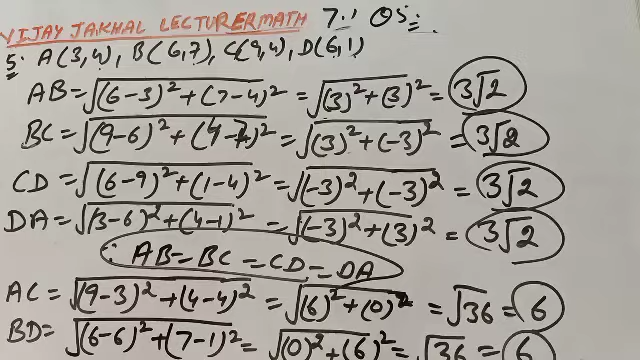 VIJAY JAKHAL LECTURER MATH 7.1 Q5:
5. A(3,4), B(6,7), C(9,4), D(6,1)
AB=√(6-3)²+(7-4)² = √(3)²+(3)² = 3√2
BC=√(9-6)²+(4-7)² = √(3)²+(-3)² = 3√2
CD=√(6-9)²+(1-4)² = √(-3)²+(-3)² = 3√2
DA=√(3-6)²+(4-1)² = √(-3)²+(3)² = 3√2
∵ AB=BC=CD=DA
AC=√(9-3)²+(4-4)² = √(6)²+(0)² = √36 = 6
BD=√(6-6)²+(7-1)² = √(0)²+(6)² = √36 = 6